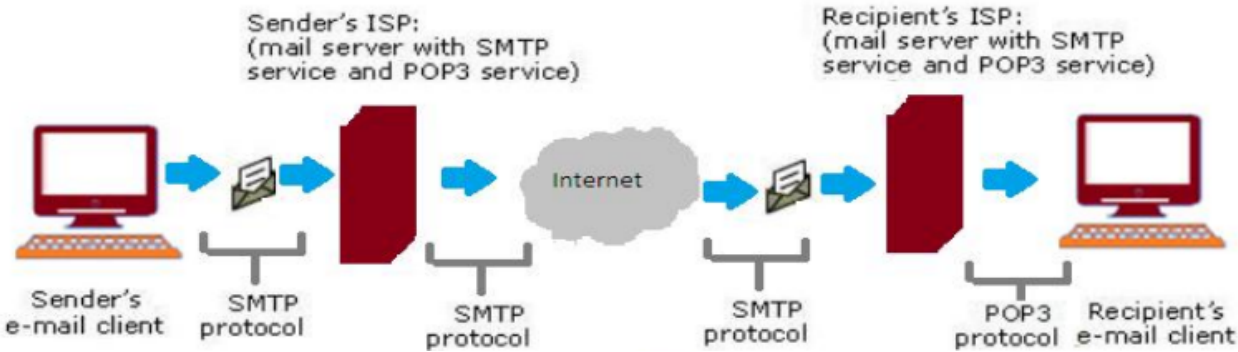 Sender's ISP:
(mail server with SMTP
service and POP3 service)
Recipient's ISP:
(mail server with SMTP
service and POP3 service)
Internet
Sender's
e-mail client
SMTP
protocol
SMTP
protocol
SMTP
protocol
POP3
protocol
Recipient's
e-mail client